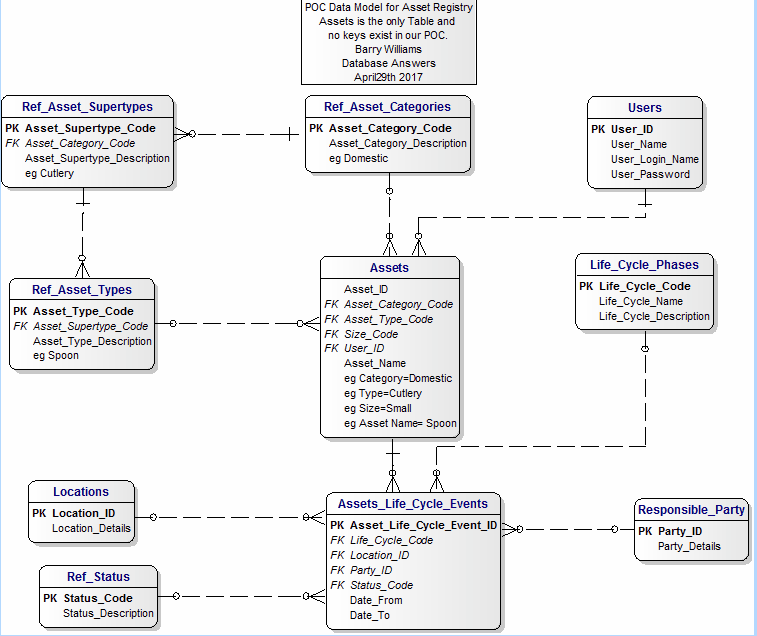 POC Data Model for Asset Registry
Assets is the only Table and
no keys exist in our POC.
Barry Williams
Database Answers
April29th 2017
Ref_Asset_Supertypes
PK Asset_Supertype_Code
FK Asset_Category_Code
Asset_Supertype_Description
eg Cutlery
Ref_Asset_Categories
PK Asset_Category_Code
Asset_Category_Description
eg Domestic
Users
PK User_ID
User_Name
User_Login_Name
User_Password
Ref_Asset_Types
PK Asset_Type_Code
FK Asset_Supertype_Code
Asset_Type_Description
eg Spoon
Assets
Asset_ID
FK Asset_Category_Code
FK Asset_Type_Code
FK Size_Code
FK User_ID
Asset_Name
eg Category=Domestic
eg Type=Cutlery
eg Size=Small
eg Asset Name= Spoon
Life_Cycle_Phases
PK Life_Cycle_Code
Life_Cycle_Name
Life_Cycle_Description
Locations
PK Location_ID
Location_Details
Assets_Life_Cycle_Events
PK Asset_Life_Cycle_Event_ID
FK Life_Cycle_Code
FK Location_ID
FK Party_ID
FK Status_Code
Date_From
Date_To
Responsible_Party
PK Party_ID
Party_Details
Ref_Status
PK Status_Code
Status_Description